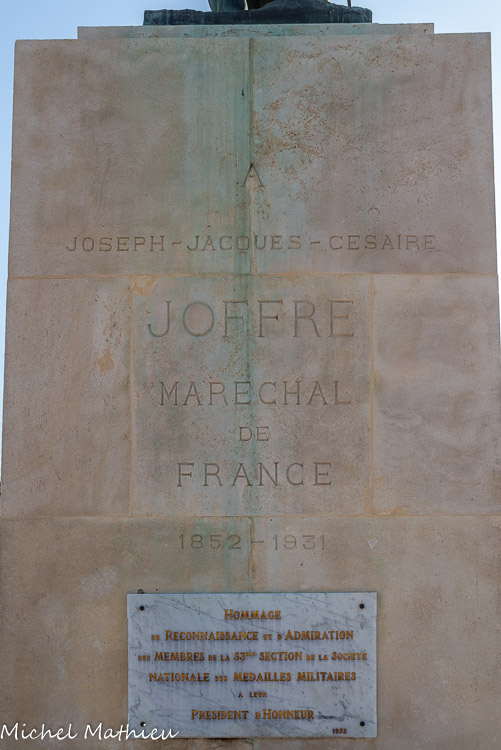 A
JOSEPH-JACQUES-CESAIRE
JOFFRE
MARECHAL
DE
FRANCE
1852-1931
HOMMAGE
DE RECONNAISSANCE ET D'ADMIRATION
DES MEMBRES DE LA 53ème SECTION DE LA SOCIETÉ
NATIONALE DES MEDAILLES MILITAIRES
A LEUR
PRESIDENT D'HONNEUR
Michel Mathieu